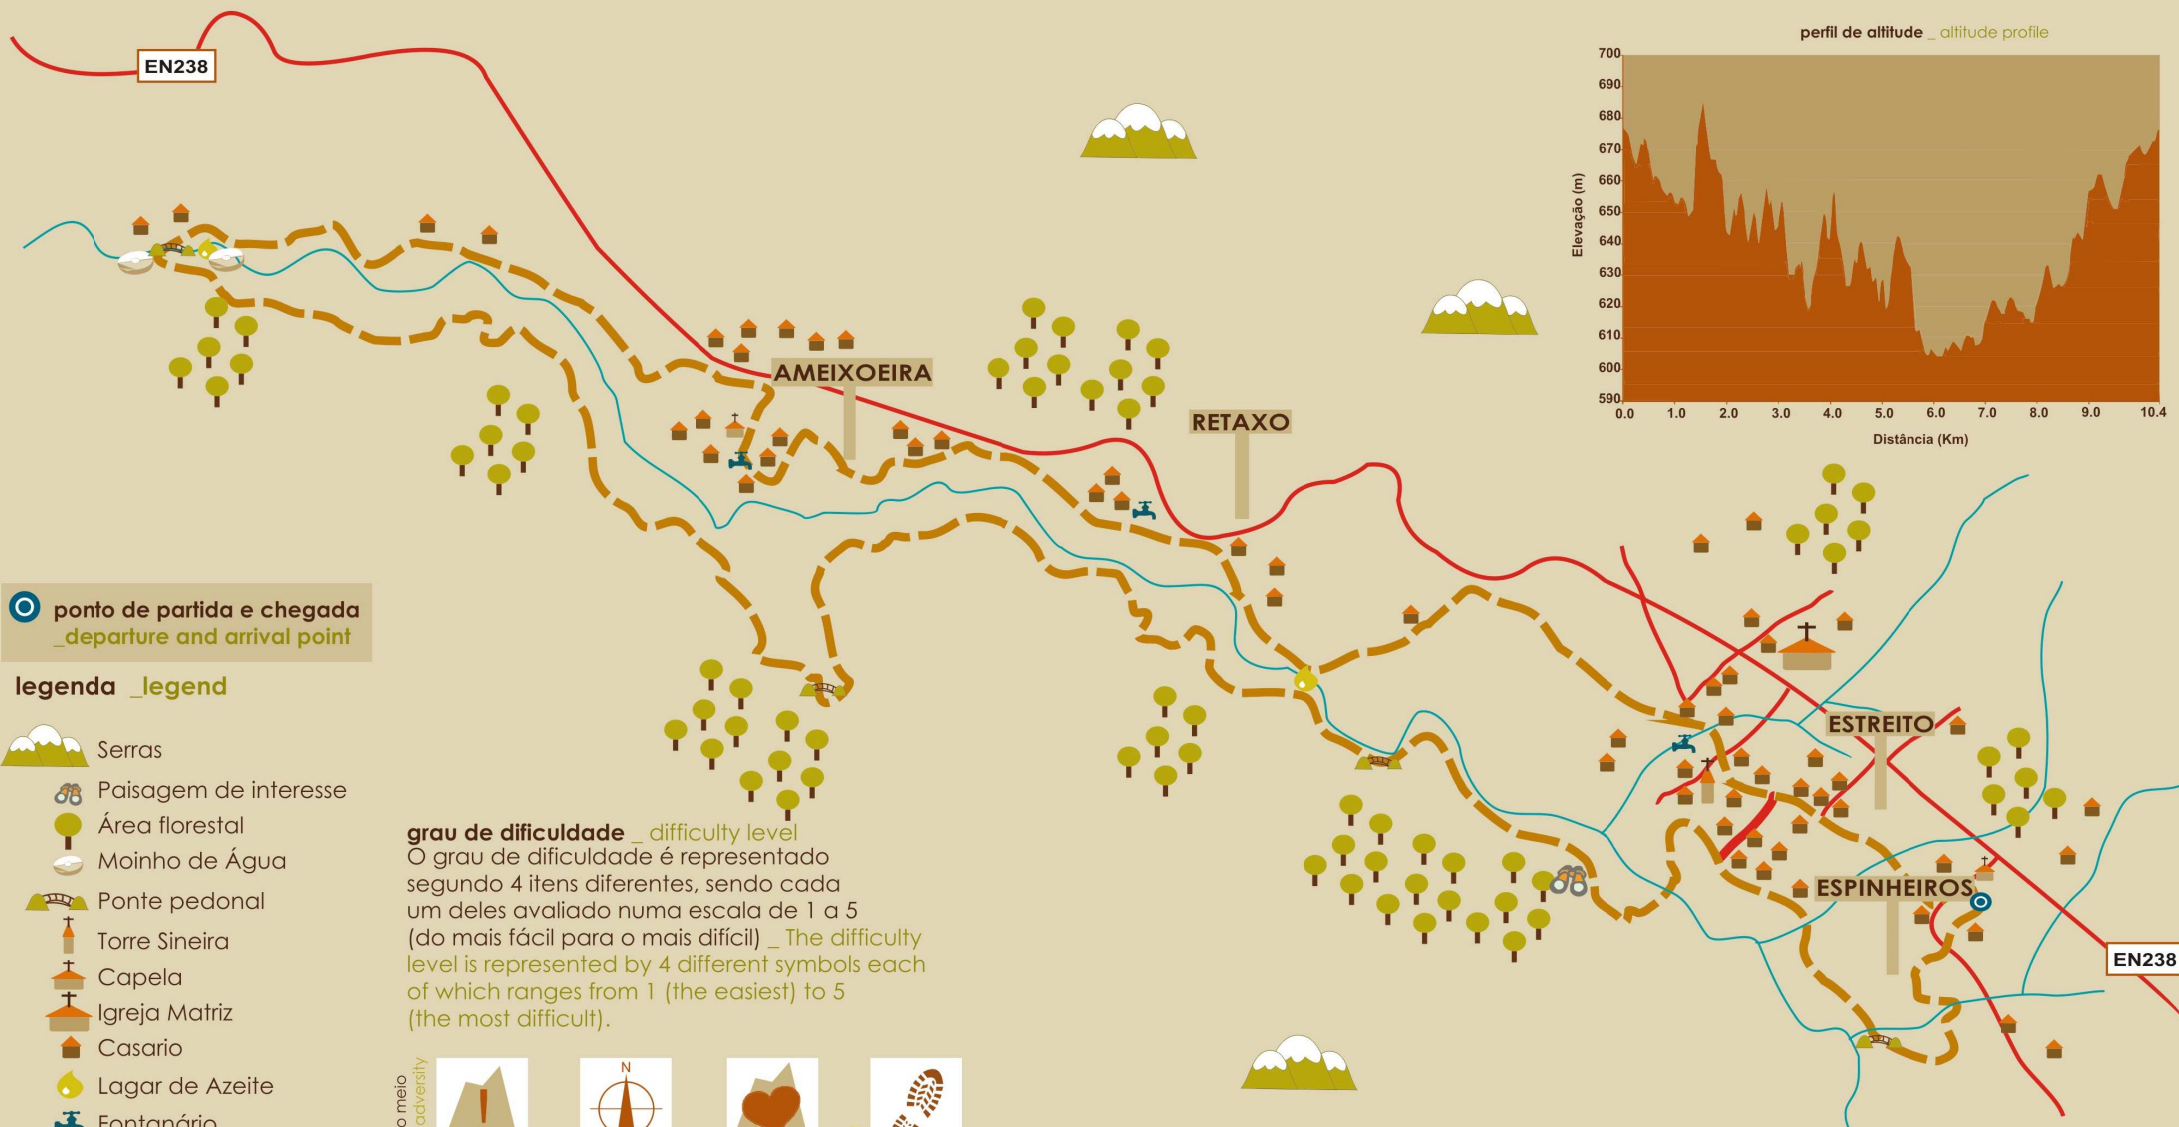 EN238
perfil de altitude _ altitude profile
Elevação (m)
700
690
680
670
660
650
640
630
620
610
600
590
0.0 1.0 2.0 3.0 4.0 5.0 6.0 7.0 8.0 9.0 10.4
Distância (Km)
AMEIXOEIRA
RETAXO
ESTREITO
ESPINHEIROS
EN238
ponto de partida e chegada
_departure and arrival point
legenda _legend
Serras
Paisagem de interesse
Área florestal
Moinho de Água
Ponte pedonal
Torre Sineira
Capela
Igreja Matriz
Casario
Lagar de Azeite
Fontanário
grau de dificuldade _ difficulty level
O grau de dificuldade é representado
segundo 4 itens diferentes, sendo cada
um deles avaliado numa escala de 1 a 5
(do mais fácil para o mais difícil) _ The difficulty
level is represented by 4 different symbols each
of which ranges from 1 (the easiest) to 5
(the most difficult).
o meio
adversity
N